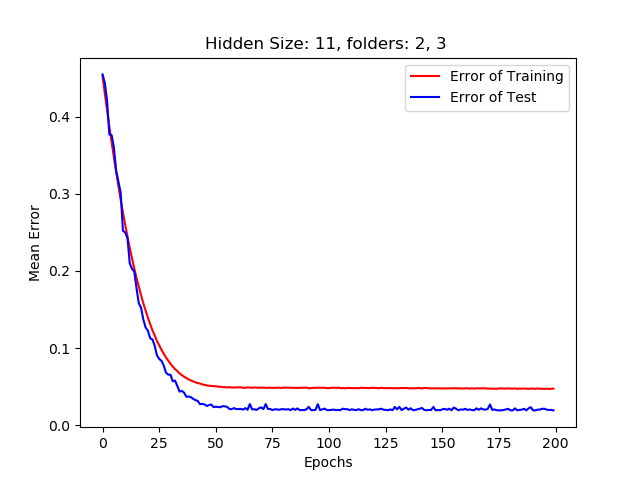 Hidden Size: 11, folders: 2, 3
Error of Training
Error of Test
Mean Error
0.4
0.3
0.2
0.1
0.0
0 25 50 75 100 125 150 175 200
Epochs